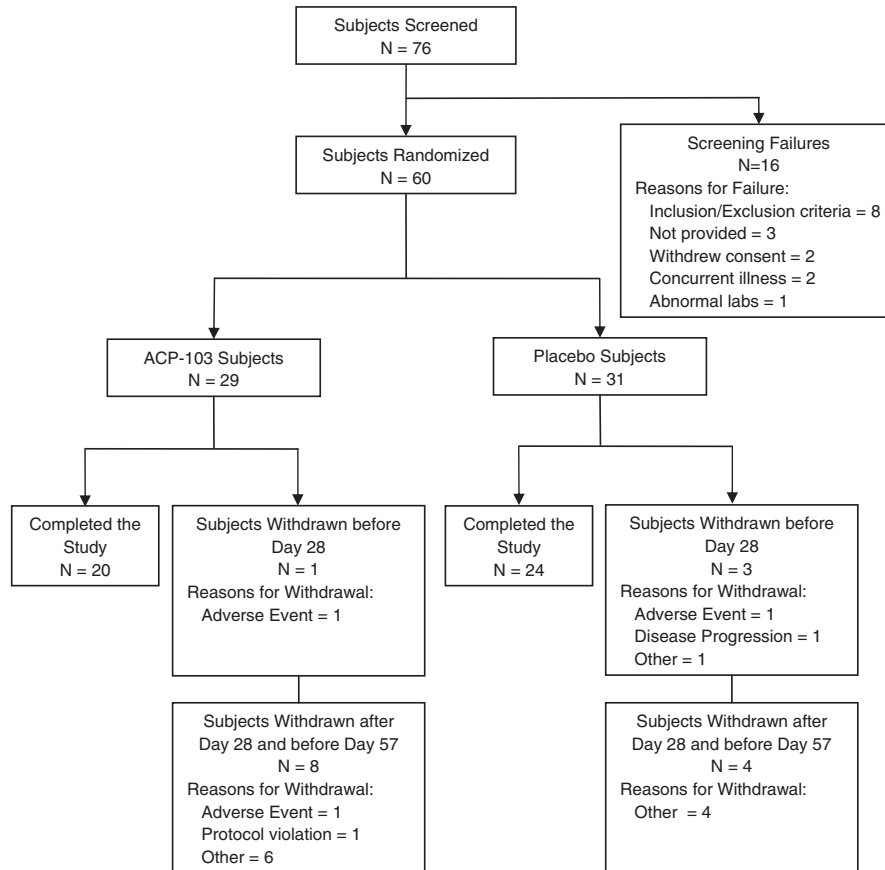 Subjects Screened
N = 76
Subjects Randomized
N = 60
Screening Failures
N=16
Reasons for Failure:
Inclusion/Exclusion criteria = 8
Not provided = 3
Withdrew consent = 2
Concurrent illness = 2
Abnormal labs = 1
ACP-103 Subjects
N = 29
Placebo Subjects
N = 31
Completed the
Study
N = 20
Subjects Withdrawn before
Day 28
N = 1
Reasons for Withdrawal:
Adverse Event = 1
Completed the
Study
N = 24
Subjects Withdrawn before
Day 28
N = 3
Reasons for Withdrawal:
Adverse Event = 1
Disease Progression = 1
Other = 1
Subjects Withdrawn after
Day 28 and before Day 57
N = 8
Reasons for Withdrawal:
Adverse Event = 1
Protocol violation = 1
Other = 6
Subjects Withdrawn after
Day 28 and before Day 57
N = 4
Reasons for Withdrawal:
Other = 4